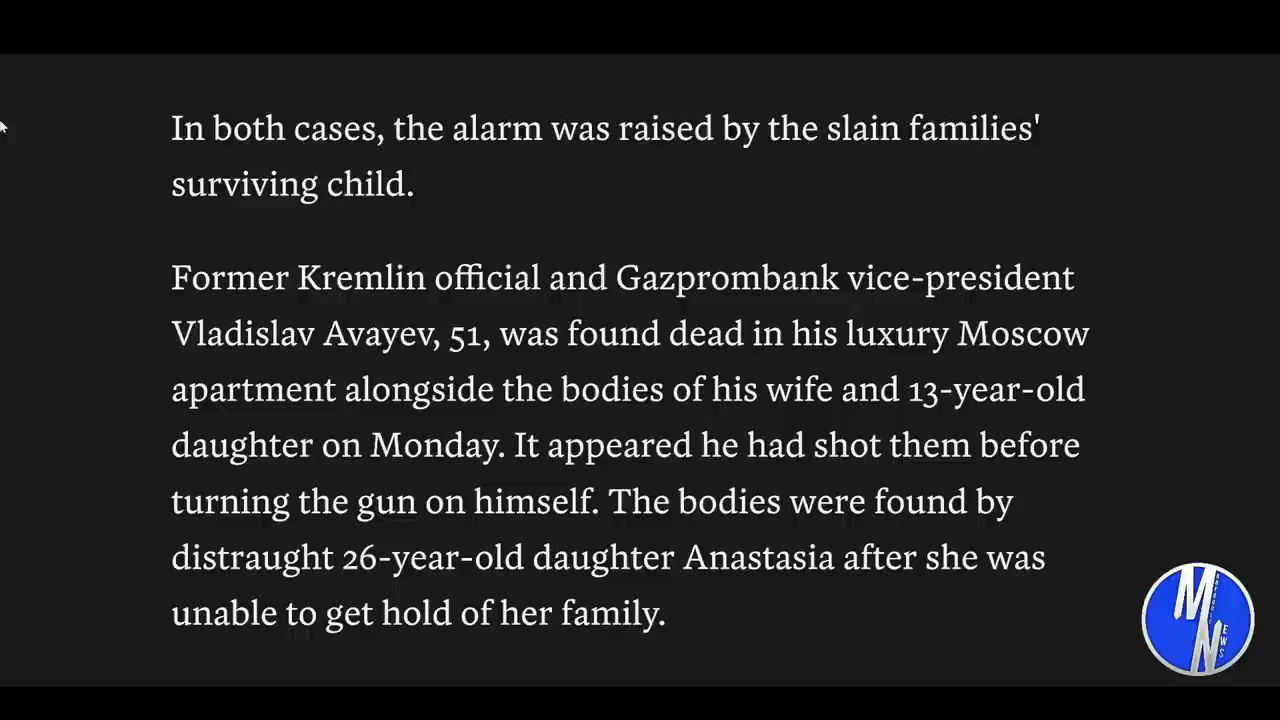 In both cases, the alarm was raised by the slain families'
surviving child.
Former Kremlin official and Gazprombank vice-president
Vladislav Avayev, 51, was found dead in his luxury Moscow
apartment alongside the bodies of his wife and 13-year-old
daughter on Monday. It appeared he had shot them before
turning the gun on himself. The bodies were found by
distraught 26-year-old daughter Anastasia after she was
unable to get hold of her family.
M
N
EWS